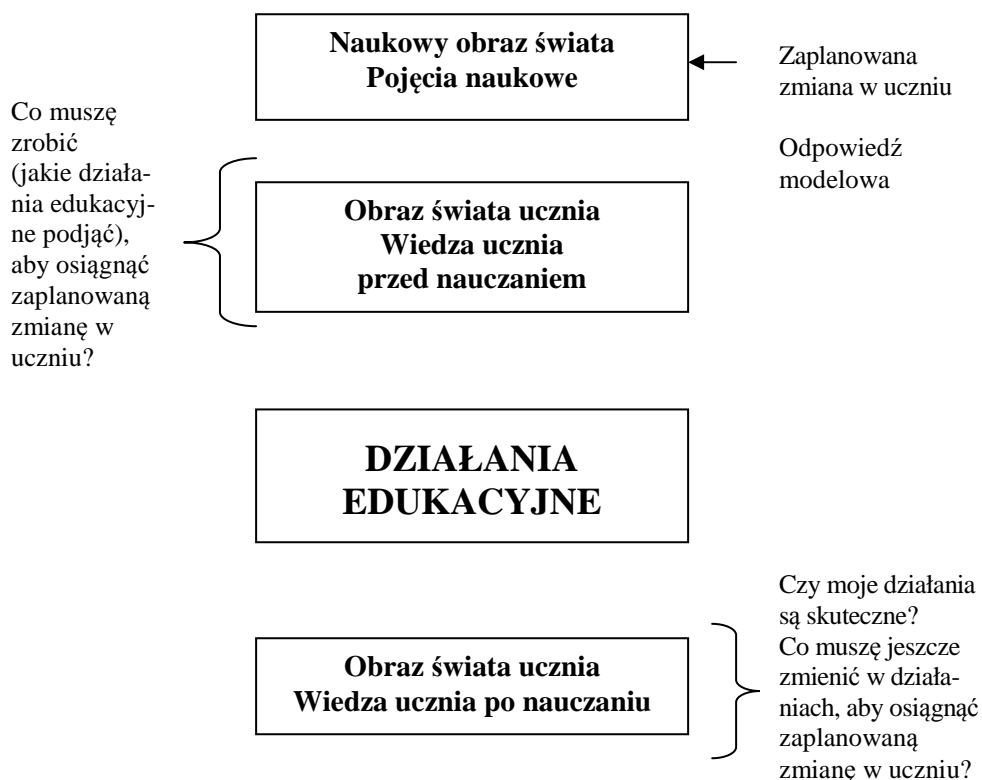 Naukowy obraz świata
Pojęcia naukowe
Zaplanowana
zmiana w uczniu
Odpowiedź
modelowa
Co muszę
zrobić
(jakie działa-
nia edukacyj-
ne podjąć),
aby osiągnąć
zaplanowaną
zmianę w
uczniu?
Obraz świata ucznia
Wiedza ucznia
przed nauczaniem
DZIAŁANIA
EDUKACYJNE
Obraz świata ucznia
Wiedza ucznia po nauczaniu
Czy moje działania
są skuteczne?
Co muszę jeszcze
zmienić w działa-
niach, aby osiągnąć
zaplanowaną
zmianę w uczniu?